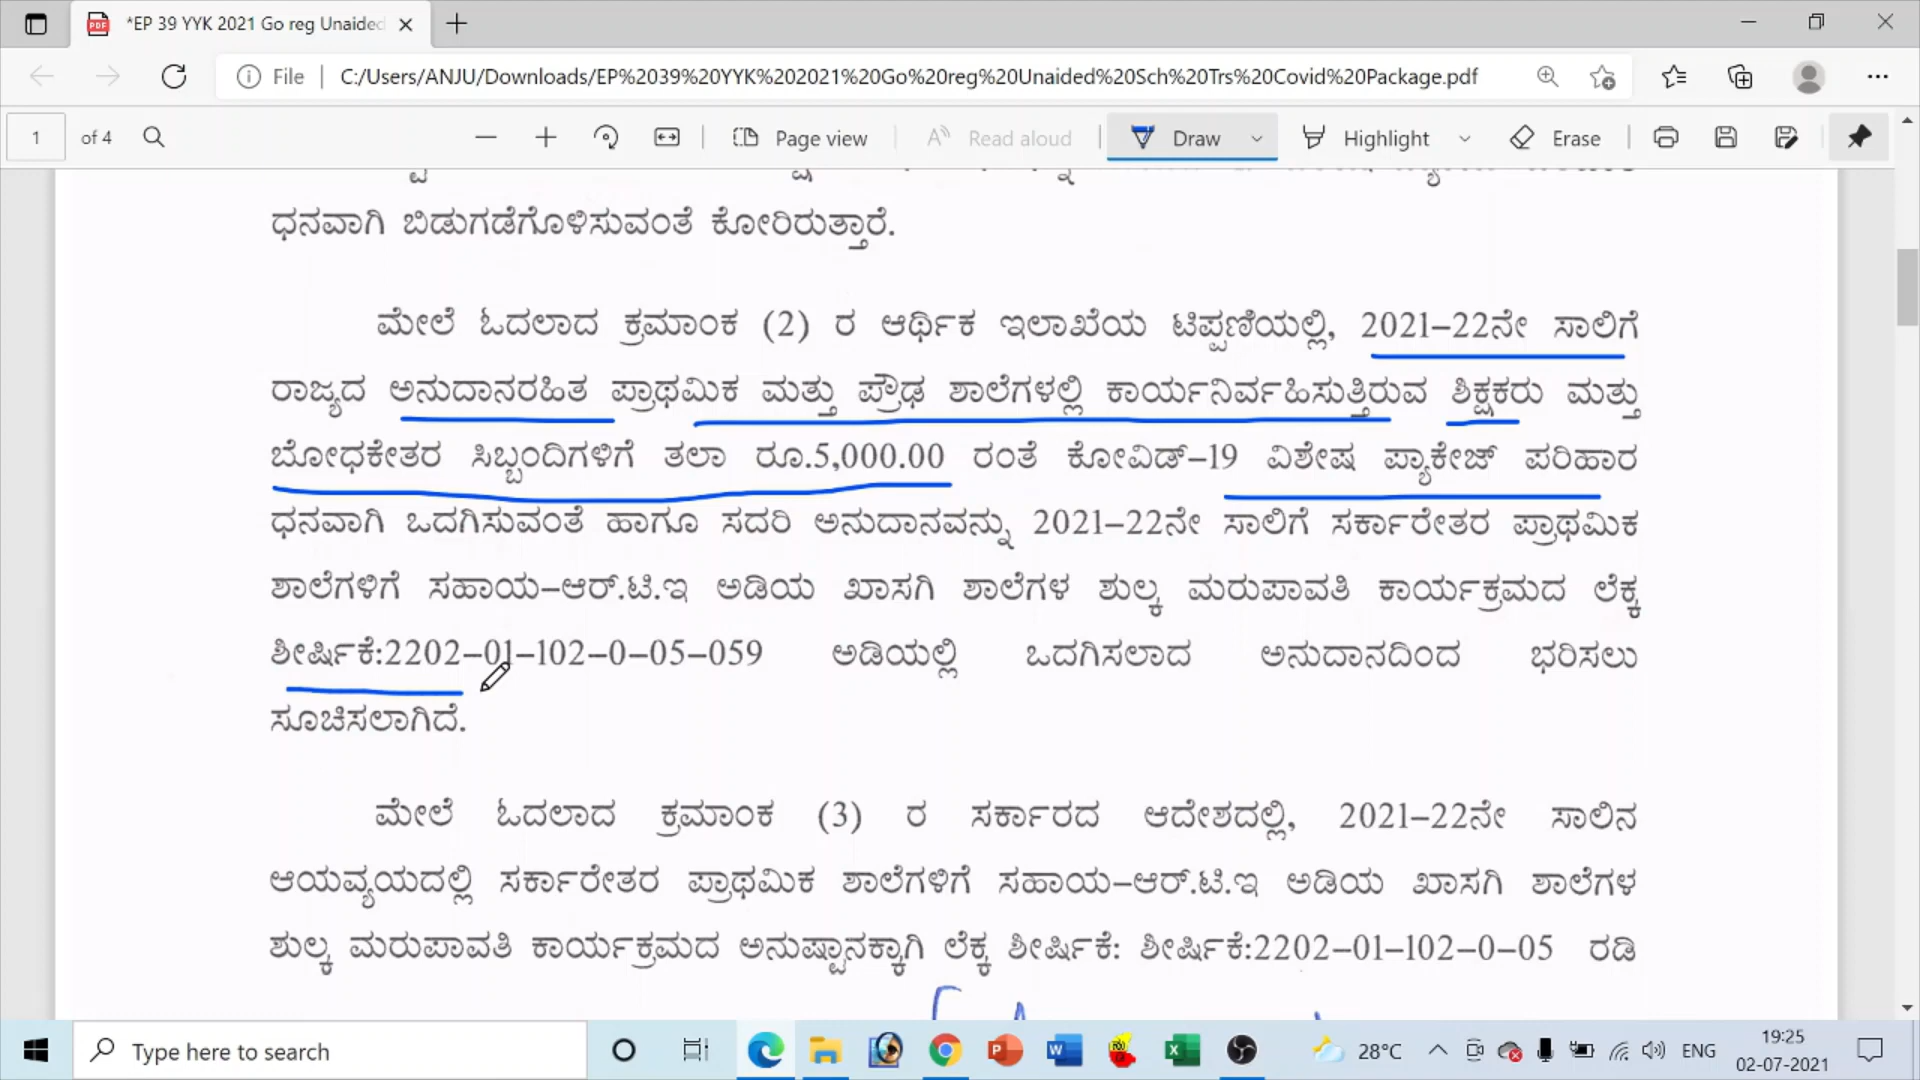 *EP 39 YYK 2021 Go reg Unaided
File C:/Users/ANJU/Downloads/EP%2039%20YYK%202021%20Go%20reg%20Unaided%20Sch%20Trs%20Covid%20Package.pdf
1 of 4 Page view Read aloud Draw Highlight Erase
ಧನವಾಗಿ ಬಿಡುಗಡೆಗೊಳಿಸುವಂತೆ ಕೋರಿರುತ್ತಾರೆ.
ಮೇಲೆ ಓದಲಾದ ಕ್ರಮಾಂಕ (2) ರ ಆರ್ಥಿಕ ಇಲಾಖೆಯ ಟಿಪ್ಪಣಿಯಲ್ಲಿ, 2021–22ನೇ ಸಾಲಿಗೆ
ರಾಜ್ಯದ ಅನುದಾನರಹಿತ ಪ್ರಾಥಮಿಕ ಮತ್ತು ಪ್ರೌಢ ಶಾಲೆಗಳಲ್ಲಿ ಕಾರ್ಯನಿರ್ವಹಿಸುತ್ತಿರುವ ಶಿಕ್ಷಕರು ಮತ್ತು
ಬೋಧಕೇತರ ಸಿಬ್ಬಂದಿಗಳಿಗೆ ತಲಾ ರೂ.5,000.00 ರಂತೆ ಕೋವಿಡ್–19 ವಿಶೇಷ ಪ್ಯಾಕೇಜ್ ಪರಿಹಾರ
ಧನವಾಗಿ ಒದಗಿಸುವಂತೆ ಹಾಗೂ ಸದರಿ ಅನುದಾನವನ್ನು 2021–22ನೇ ಸಾಲಿಗೆ ಸರ್ಕಾರೇತರ ಪ್ರಾಥಮಿಕ
ಶಾಲೆಗಳಿಗೆ ಸಹಾಯ–ಆರ್.ಟಿ.ಇ ಅಡಿಯ ಖಾಸಗಿ ಶಾಲೆಗಳ ಶುಲ್ಕ ಮರುಪಾವತಿ ಕಾರ್ಯಕ್ರಮದ ಲೆಕ್ಕ
ಶೀರ್ಷಿಕೆ:2202–01–102–0–05–059 ಅಡಿಯಲ್ಲಿ ಒದಗಿಸಲಾದ ಅನುದಾನದಿಂದ ಭರಿಸಲು
ಸೂಚಿಸಲಾಗಿದೆ.
ಮೇಲೆ ಓದಲಾದ ಕ್ರಮಾಂಕ (3) ರ ಸರ್ಕಾರದ ಆದೇಶದಲ್ಲಿ, 2021–22ನೇ ಸಾಲಿನ
ಆಯವ್ಯಯದಲ್ಲಿ ಸರ್ಕಾರೇತರ ಪ್ರಾಥಮಿಕ ಶಾಲೆಗಳಿಗೆ ಸಹಾಯ–ಆರ್.ಟಿ.ಇ ಅಡಿಯ ಖಾಸಗಿ ಶಾಲೆಗಳ
ಶುಲ್ಕ ಮರುಪಾವತಿ ಕಾರ್ಯಕ್ರಮದ ಅನುಷ್ಠಾನಕ್ಕಾಗಿ ಲೆಕ್ಕ ಶೀರ್ಷಿಕೆ: ಶೀರ್ಷಿಕೆ:2202–01–102–0–05 ರಡಿ
Type here to search 28°C ENG 19:25
02-07-2021